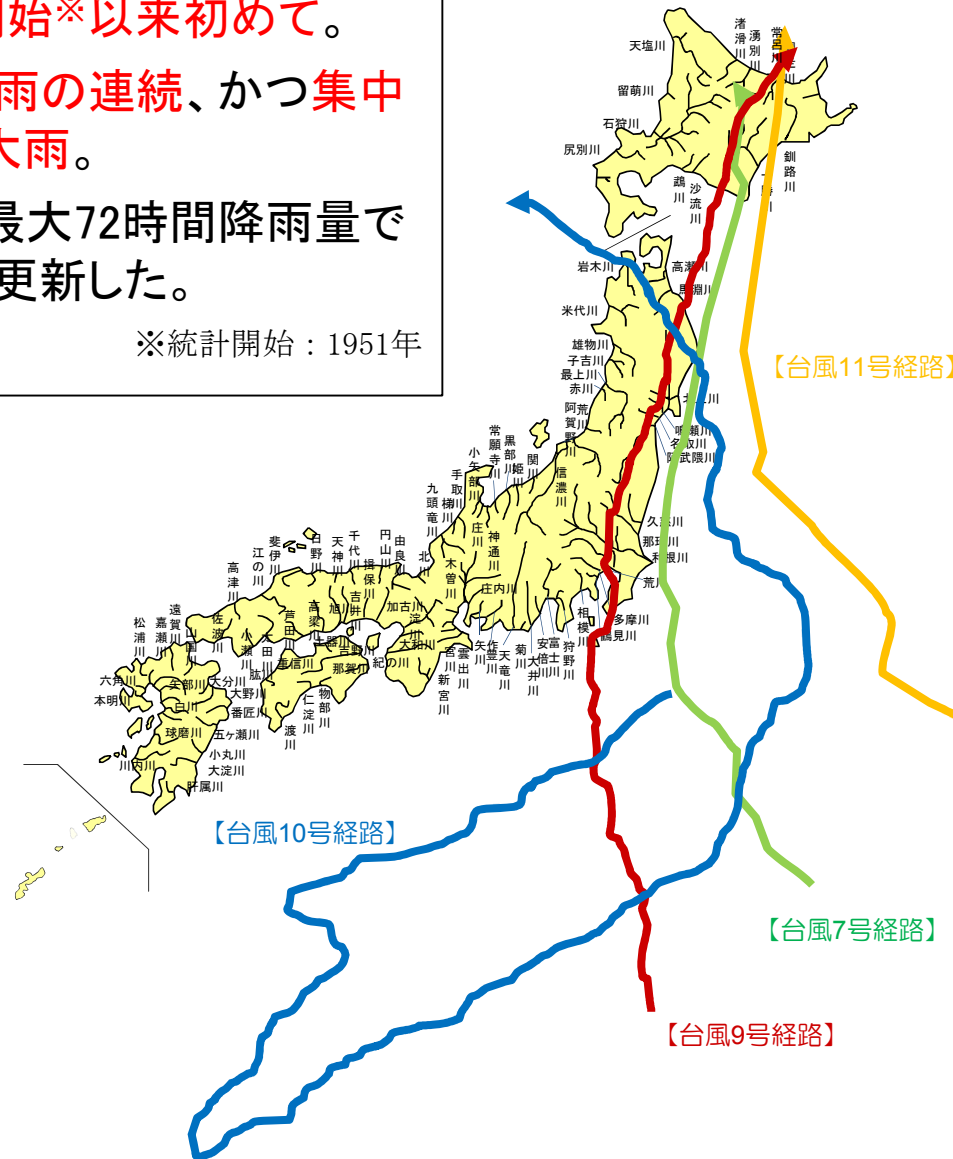 開始※以来初めて。
雨の連続、かつ集中
大雨。
最大72時間降雨量で
更新した。
※統計開始：1951年
天塩川
渚滑川
湧別川
常呂川
留萌川
石狩川
尻別川
鵡川
沙流川
釧路川
岩木川
高瀬川
馬淵川
米代川
雄物川
子吉川
最上川
赤川
【台風11号経路】
北上川
鳴瀬川
名取川
阿武隈川
荒川
阿賀野川
信濃川
関川
姫川
黒部川
常願寺川
神通川
庄川
小矢部川
手取川
梯川
九頭竜川
北川
久慈川
那珂川
利根川
荒川
多摩川
鶴見川
相模川
狩野川
富士川
安倍川
大井川
菊川
天竜川
豊川
矢作川
庄内川
木曽川
雲出川
宮川
新宮川
由良川
円山川
千代川
天神川
日野川
斐伊川
江の川
高津川
揖保川
加古川
淀川
大和川
紀の川
吉井川
旭川
高梁川
芦田川
太田川
小瀬川
佐波川
土器川
吉野川
那賀川
重信川
肱川
物部川
仁淀川
渡川
遠賀川
嘉瀬川
松浦川
山国川
六角川
本明川
矢部川
白川
大分川
大野川
番匠川
球磨川
五ヶ瀬川
小丸川
大淀川
川内川
肝属川
【台風10号経路】
【台風7号経路】
【台風9号経路】